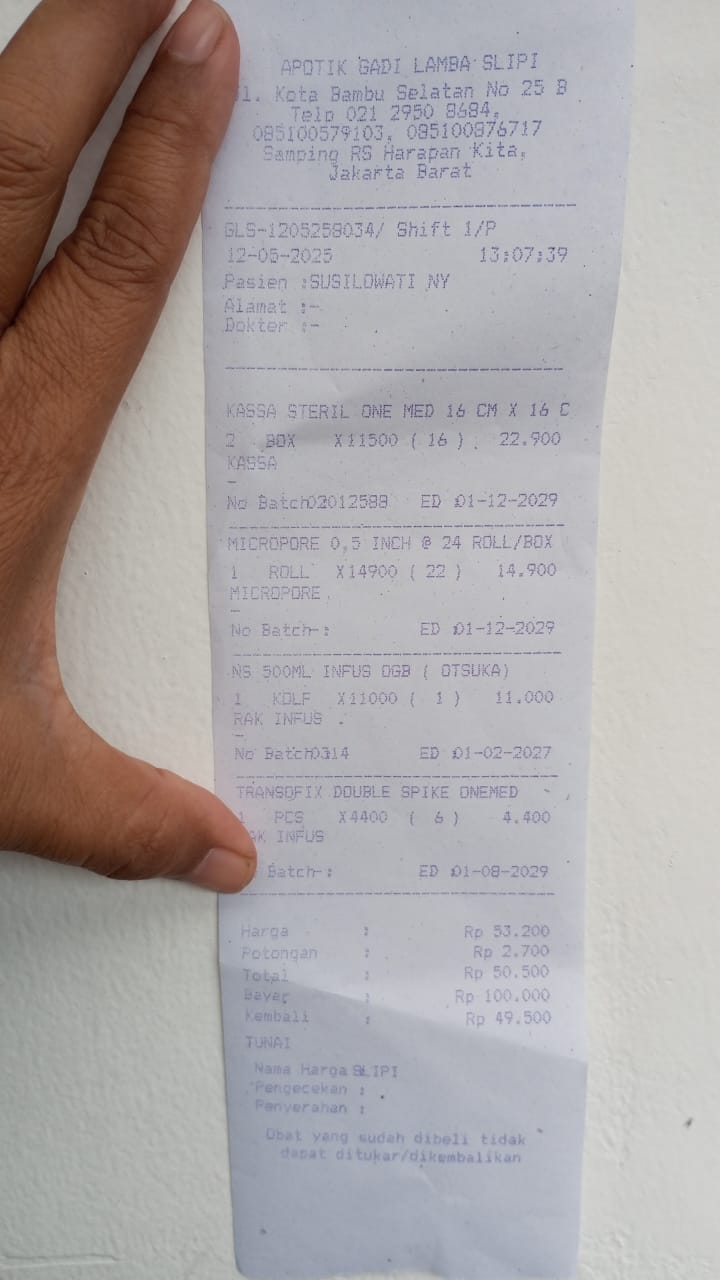 APOTIK GADI LAMBA SLIPI
Jl. Kota Bambu Selatan No 25 B
Telp 021 2950 8684,
085100579103, 085100876717
Samping RS Harapan Kita,
Jakarta Barat
GLS-1205258034/ Shift 1/P
12-05-2025 13:07:39
Pasien :SUSILOWATI NY
Alamat :-
Dokter :-
KASSA STERIL ONE MED 16 CM X 16 C
2 BOX X11500 ( 16 ) 22.900
KASSA
-
No Batch:02012588 ED :01-12-2029
MICROPORE 0,5 INCH @ 24 ROLL/BOX
1 ROLL X14900 ( 22 ) 14.900
MICROPORE
-
No Batch-: ED :01-12-2029
NS 500ML INFUS OGB ( OTSUKA)
1 KOLF X11000 ( 1 ) 11.000
RAK INFUS
-
No Batch:0314 ED :01-02-2027
TRANSOFIX DOUBLE SPIKE ONEMED
1 PCS X4400 ( 6 ) 4.400
RAK INFUS
Batch-: ED :01-08-2029
Harga : Rp 53.200
Potongan : Rp 2.700
Total : Rp 50.500
Bayar : Rp 100.000
Kembali : Rp 49.500
TUNAI
Nama Harga SLIPI
Pengecekan :
Penyerahan :
Obat yang sudah dibeli tidak
dapat ditukar/dikembalikan